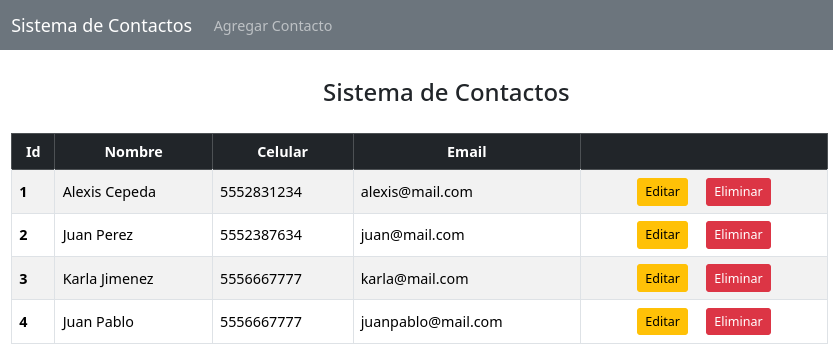 Sistema de Contactos Agregar Contacto
Sistema de Contactos
Id Nombre Celular Email
1 Alexis Cepeda 5552831234 alexis@mail.com Editar Eliminar
2 Juan Perez 5552387634 juan@mail.com Editar Eliminar
3 Karla Jimenez 5556667777 karla@mail.com Editar Eliminar
4 Juan Pablo 5556667777 juanpablo@mail.com Editar Eliminar